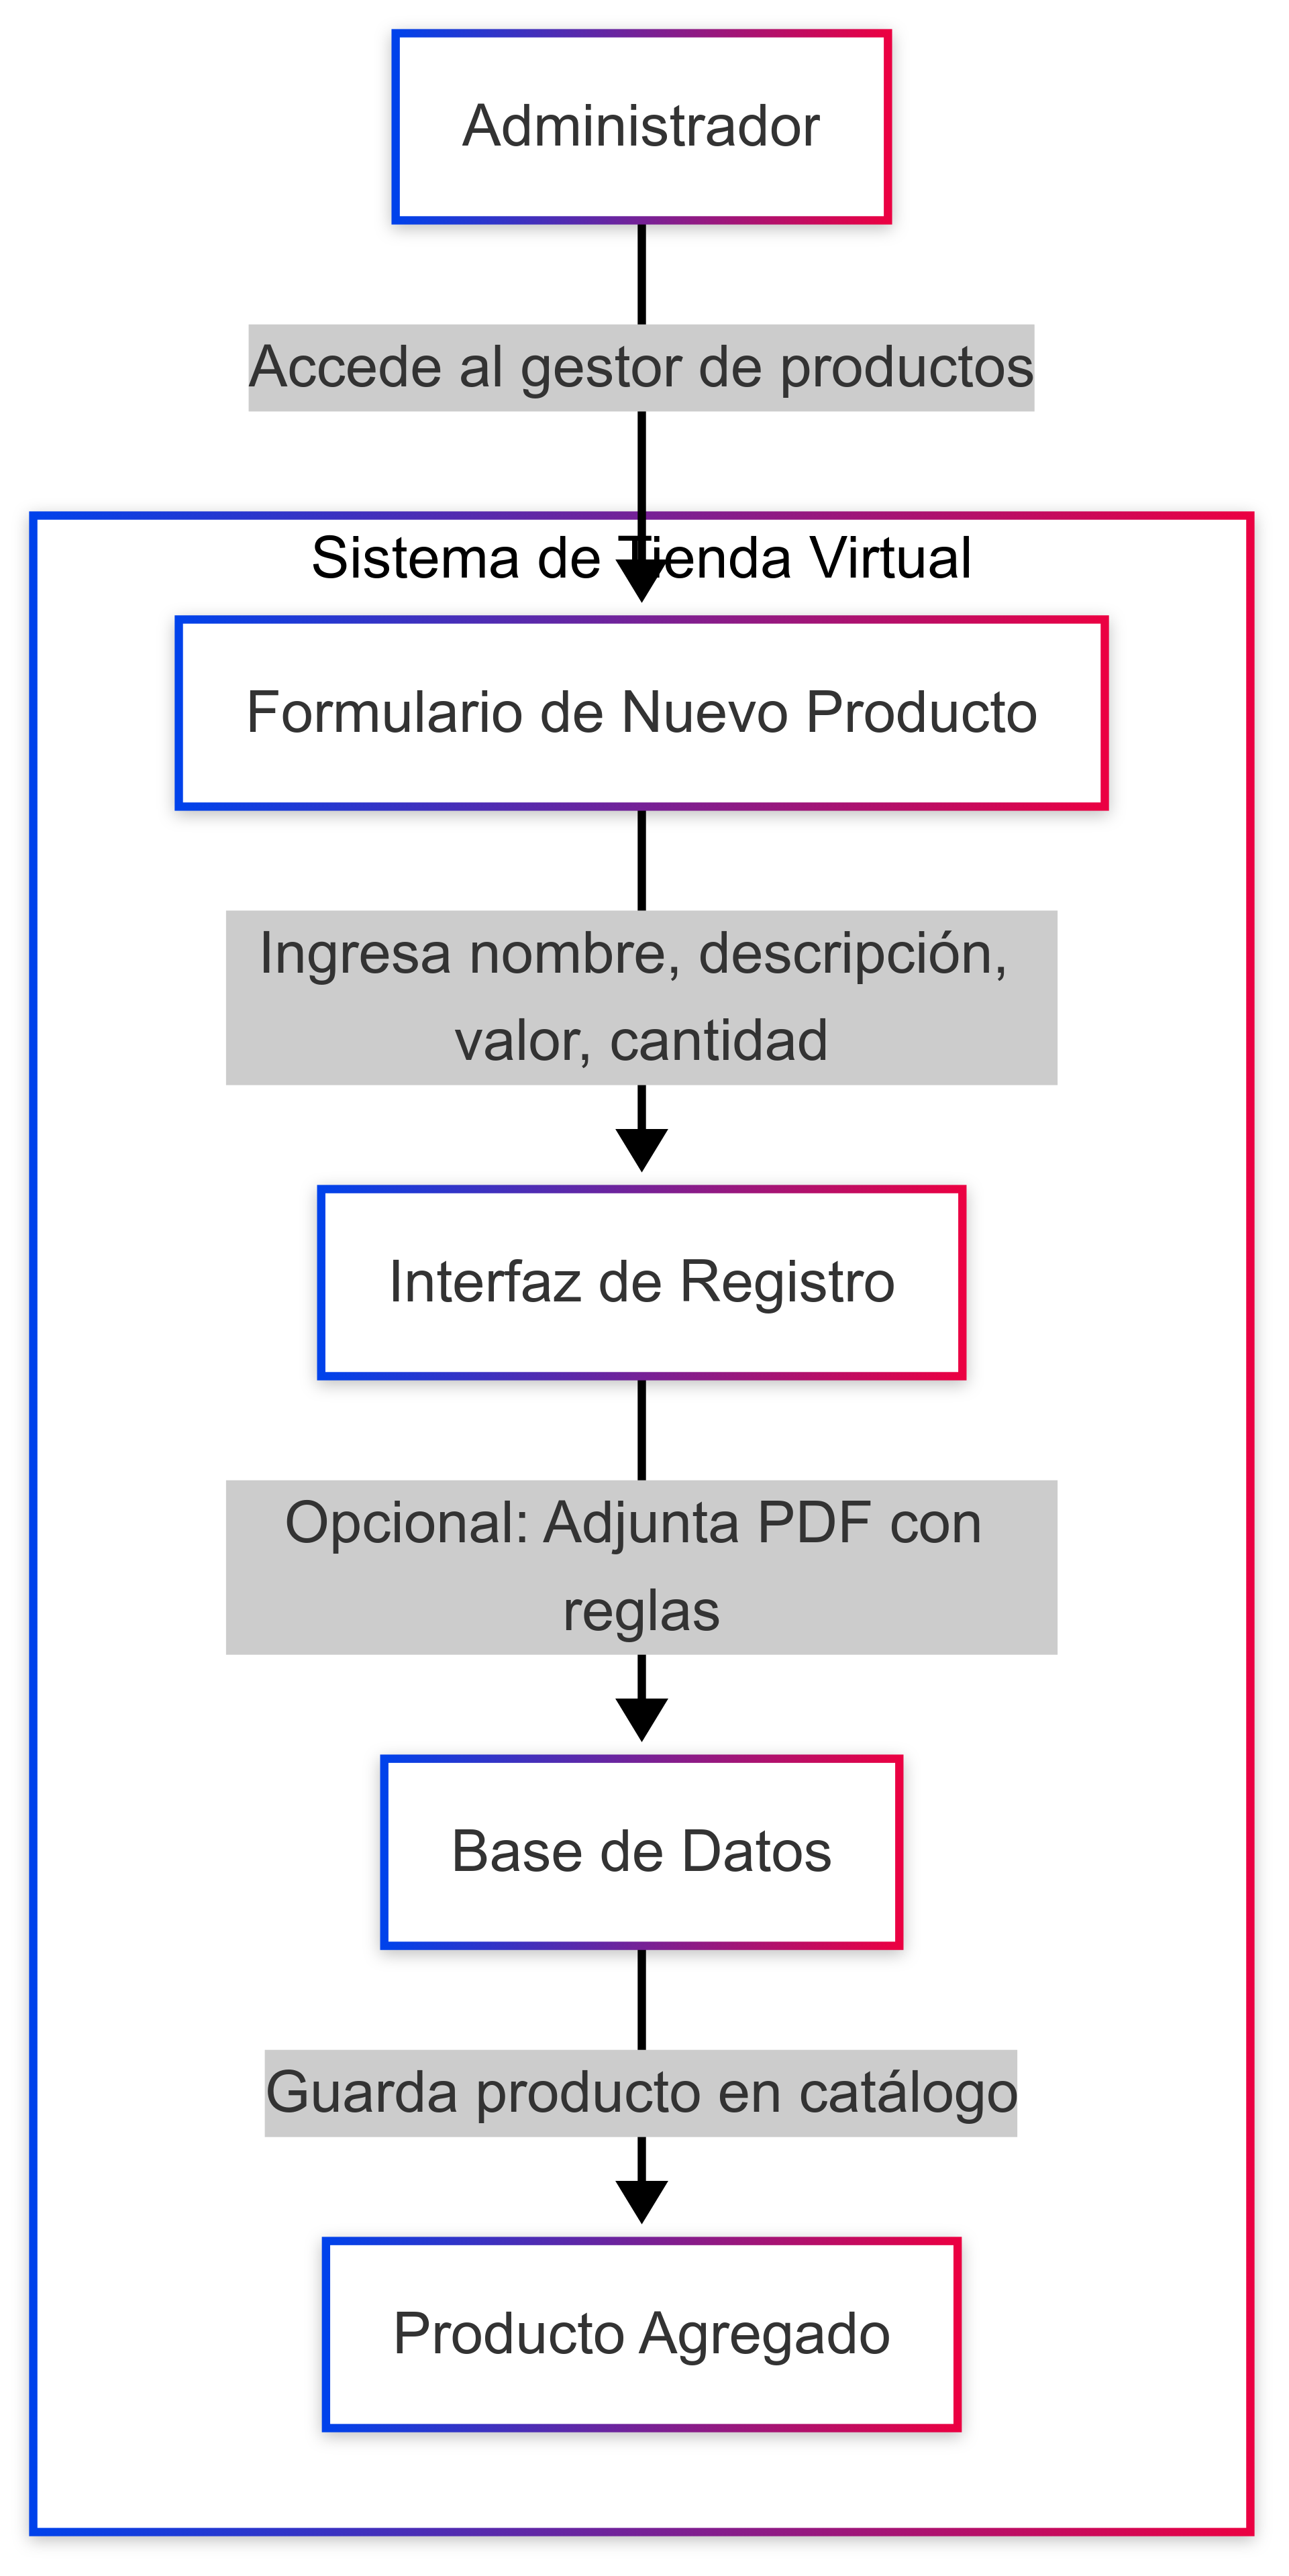 Administrador
Accede al gestor de productos
Sistema de Tienda Virtual
Formulario de Nuevo Producto
Ingresa nombre, descripción,
valor, cantidad
Interfaz de Registro
Opcional: Adjunta PDF con
reglas
Base de Datos
Guarda producto en catálogo
Producto Agregado